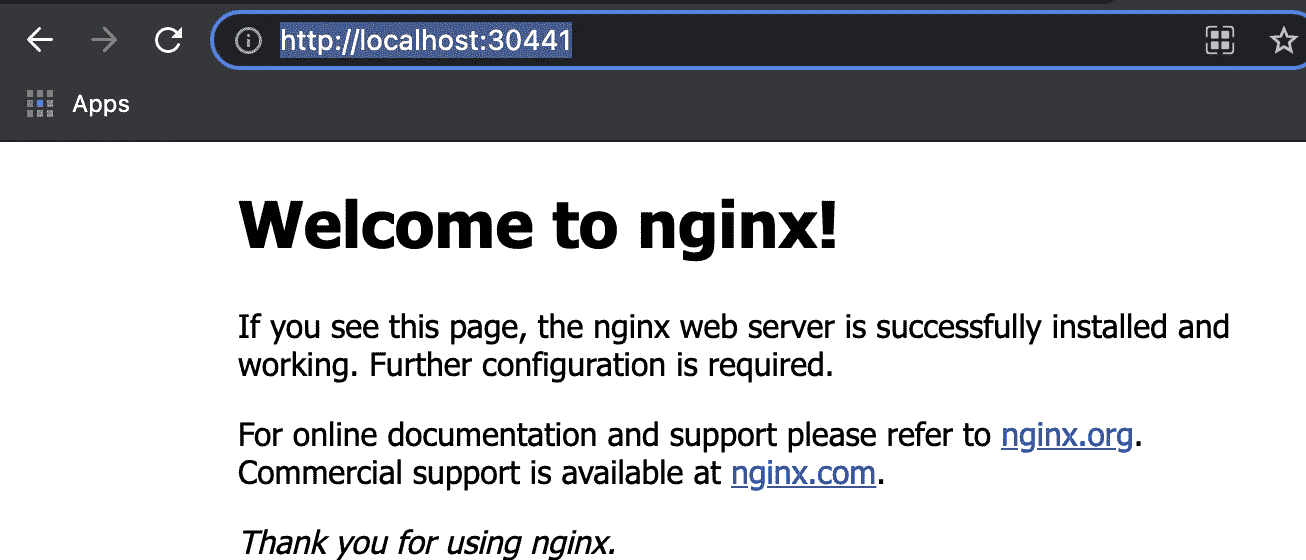 http://localhost:30441
Apps
Welcome to nginx!
If you see this page, the nginx web server is successfully installed and
working. Further configuration is required.
For online documentation and support please refer to nginx.org.
Commercial support is available at nginx.com.
Thank you for using nginx.